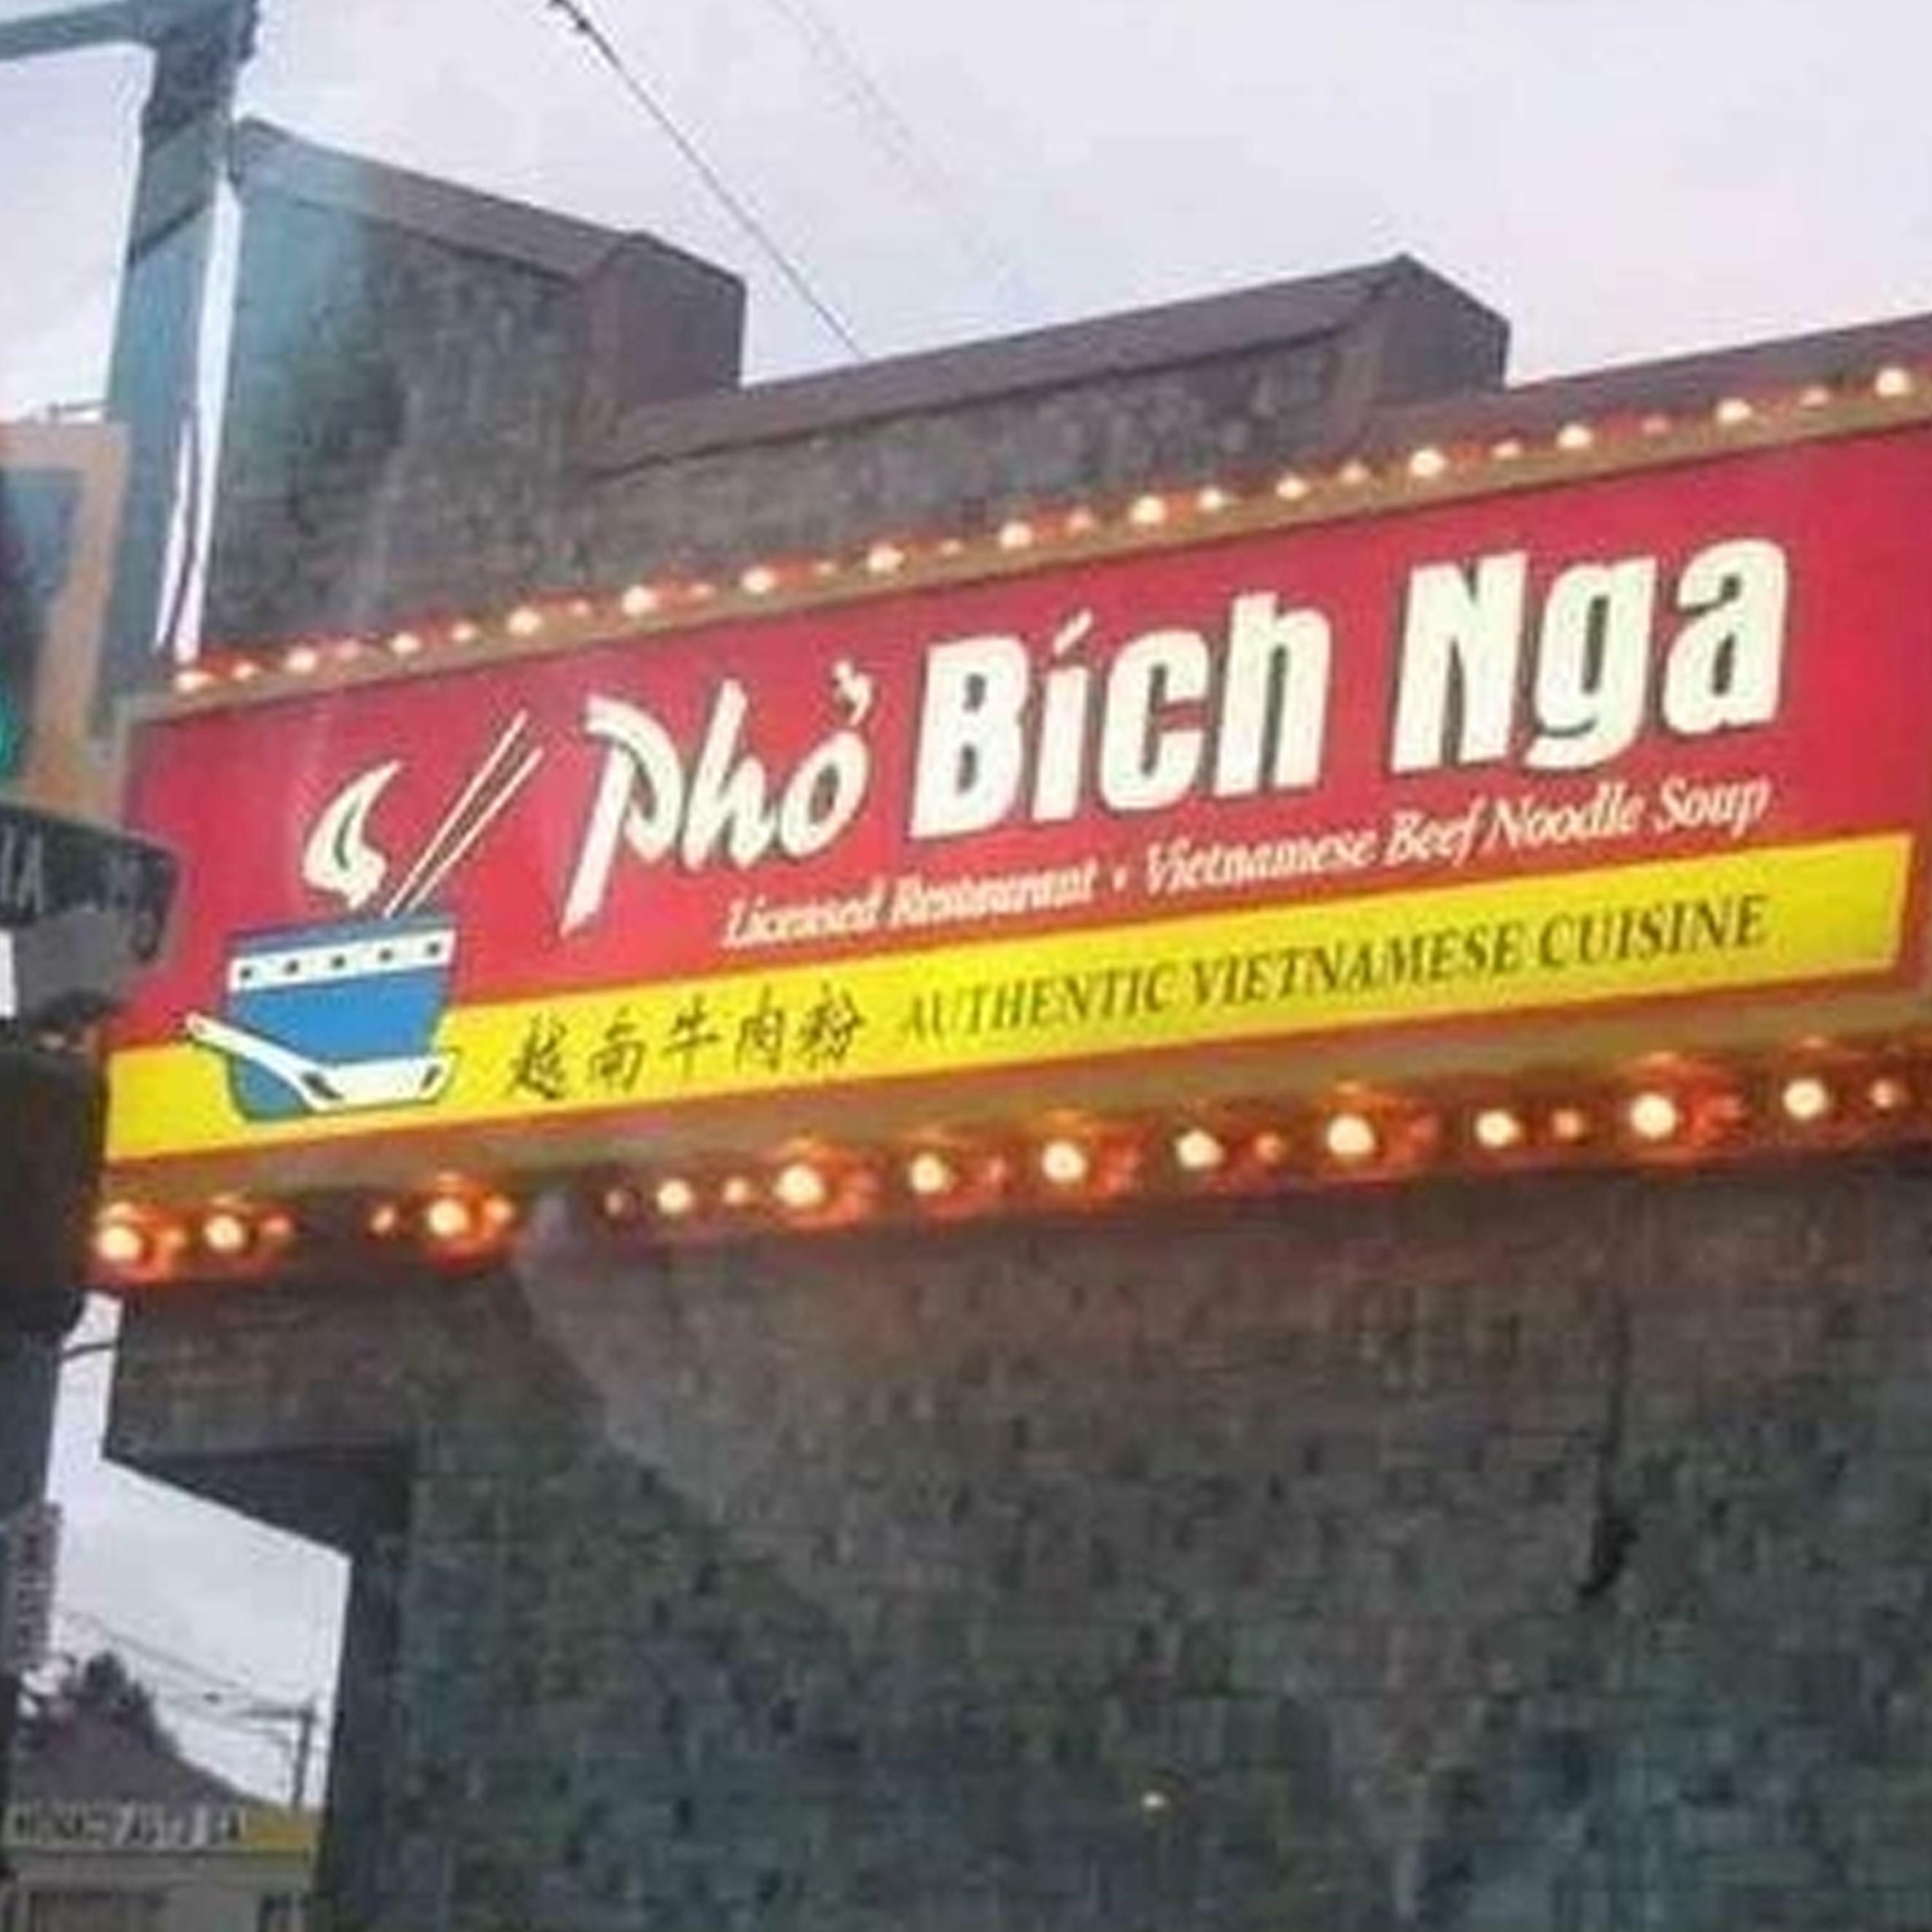 Phở Bích Nga
Licensed Restaurant • Vietnamese Beef Noodle Soup
越南牛肉粉 AUTHENTIC VIETNAMESE CUISINE